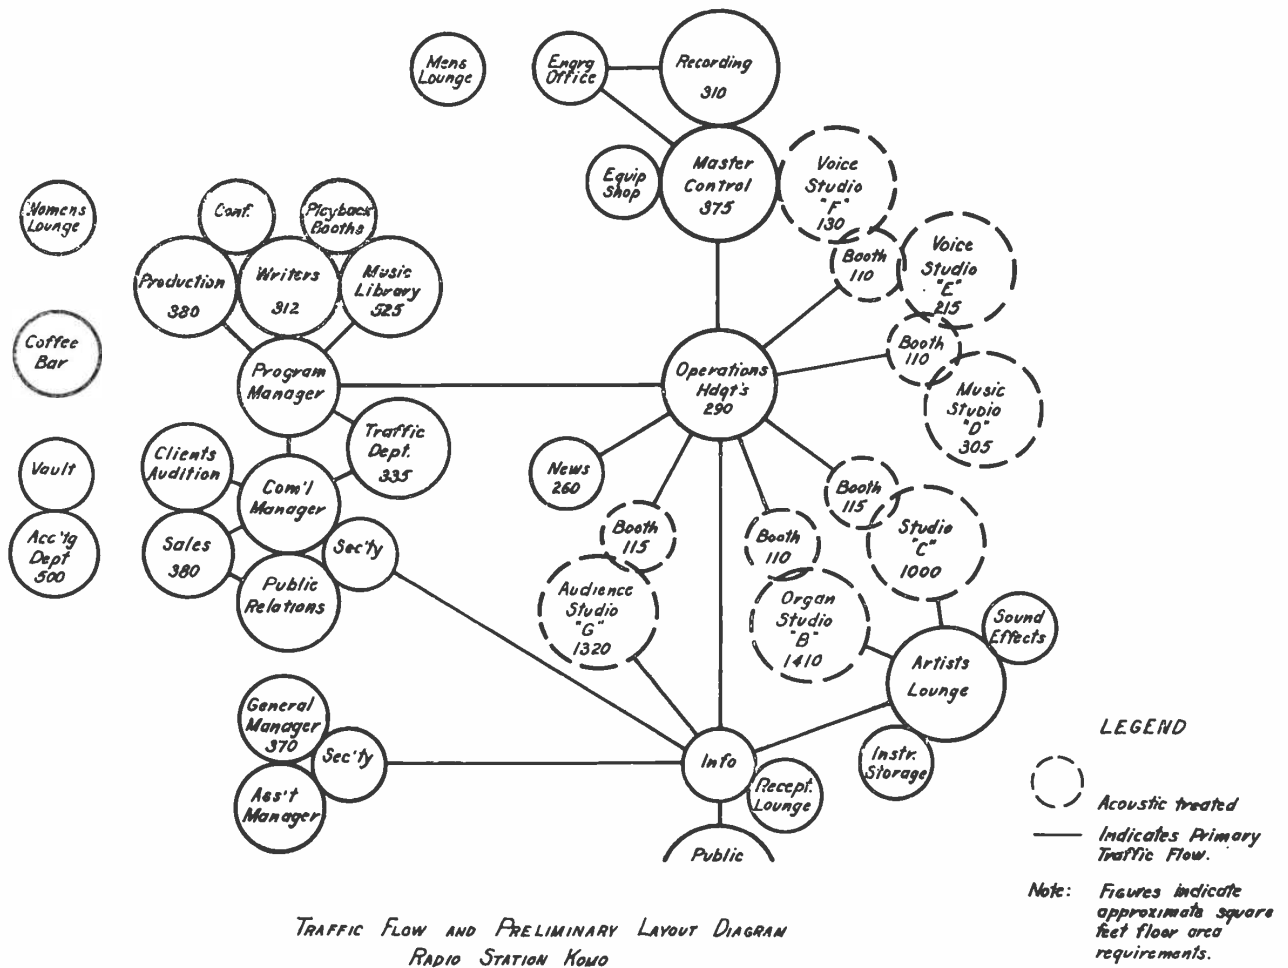 Mens
Lounge
Engrg
Office
Recording
310
Equip
Shop
Master
Control
375
Voice
Studio
"F"
130
Booth
110
Voice
Studio
"E"
215
Booth
110
Music
Studio
"D"
305
Womens
Lounge
Conf.
Playback
Booths
Production
380
Writers
312
Music
Library
525
Coffee
Bar
Program
Manager
Operations
Hdqt's
290
Traffic
Dept.
335
Clients
Audition
Vault
Com'l
Manager
News
260
Booth
115
Booth
110
Booth
115
Studio
"C"
1000
Acc'tg
Dept
500
Sales
380
Sec'ty
Public
Relations
Audience
Studio
"G"
1320
Organ
Studio
"B"
1410
Sound
Effects
Artists
Lounge
General
Manager
370
Sec'ty
Ass't
Manager
Info
Recept.
Lounge
Instr.
Storage
Public
LEGEND
Acoustic treated
Indicates Primary
Traffic Flow.
Note: Figures indicate
approximate square
feet floor area
requirements.
TRAFFIC FLOW AND PRELIMINARY LAYOUT DIAGRAM
RADIO STATION KOMO